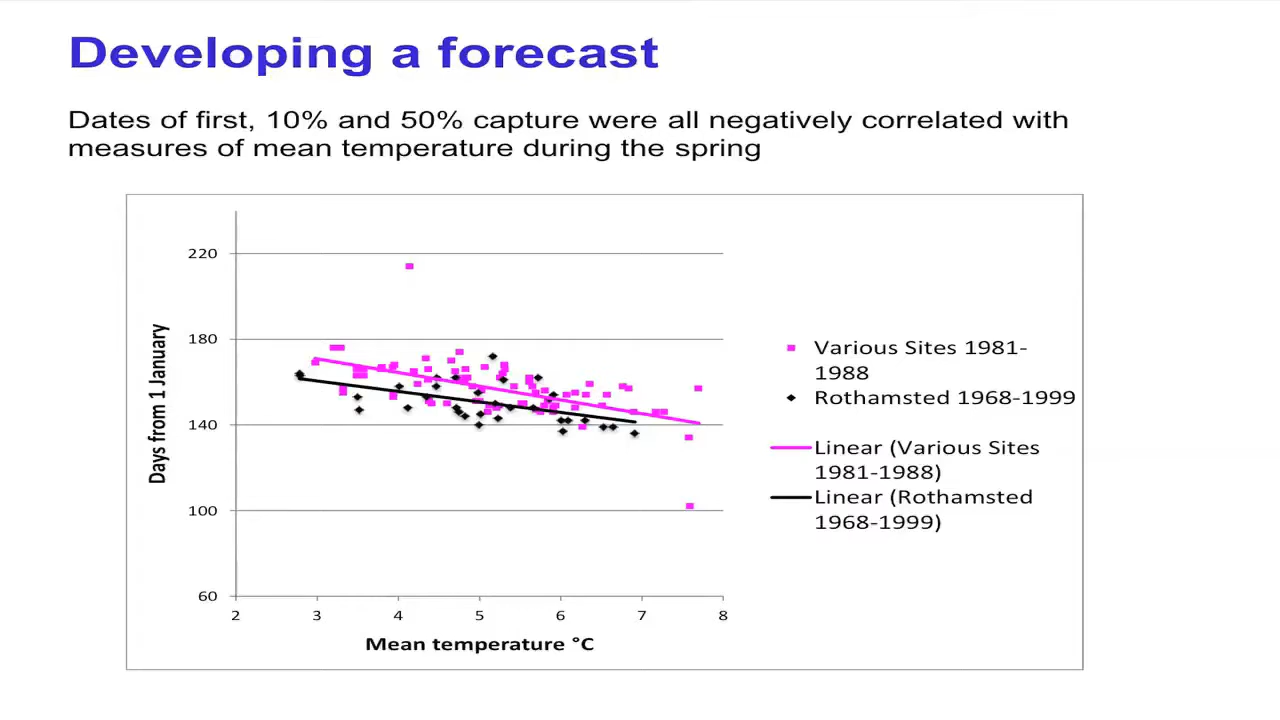 Developing a forecast
Dates of first, 10% and 50% capture were all negatively correlated with
measures of mean temperature during the spring
220
180
140
100
60
2 3 4 5 6 7 8
Days from 1 January
Mean temperature °C
Various Sites 1981-
1988
Rothamsted 1968-1999
Linear (Various Sites
1981-1988)
Linear (Rothamsted
1968-1999)